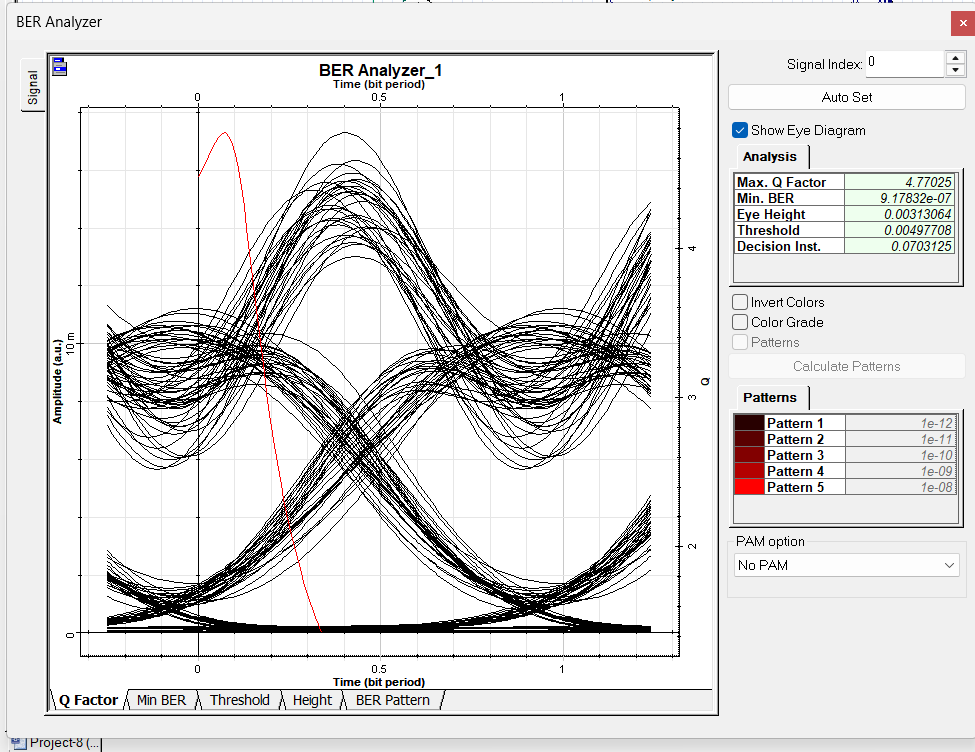 BER Analyzer
Signal
BER Analyzer_1
Time (bit period)
0 0.5 1
Amplitude (a.u.)
10 m
0
4
3
2
Q
0 0.5 1
Time (bit period)
Q Factor Min BER Threshold Height BER Pattern
Signal Index: 0
Auto Set
Show Eye Diagram
Analysis
Max. Q Factor 4.77025
Min. BER 9.17832e-07
Eye Height 0.00313064
Threshold 0.00497708
Decision Inst. 0.0703125
Invert Colors
Color Grade
Patterns
Calculate Patterns
Patterns
Pattern 1 1e-12
Pattern 2 1e-11
Pattern 3 1e-10
Pattern 4 1e-09
Pattern 5 1e-08
PAM option
No PAM
Project-8 (...